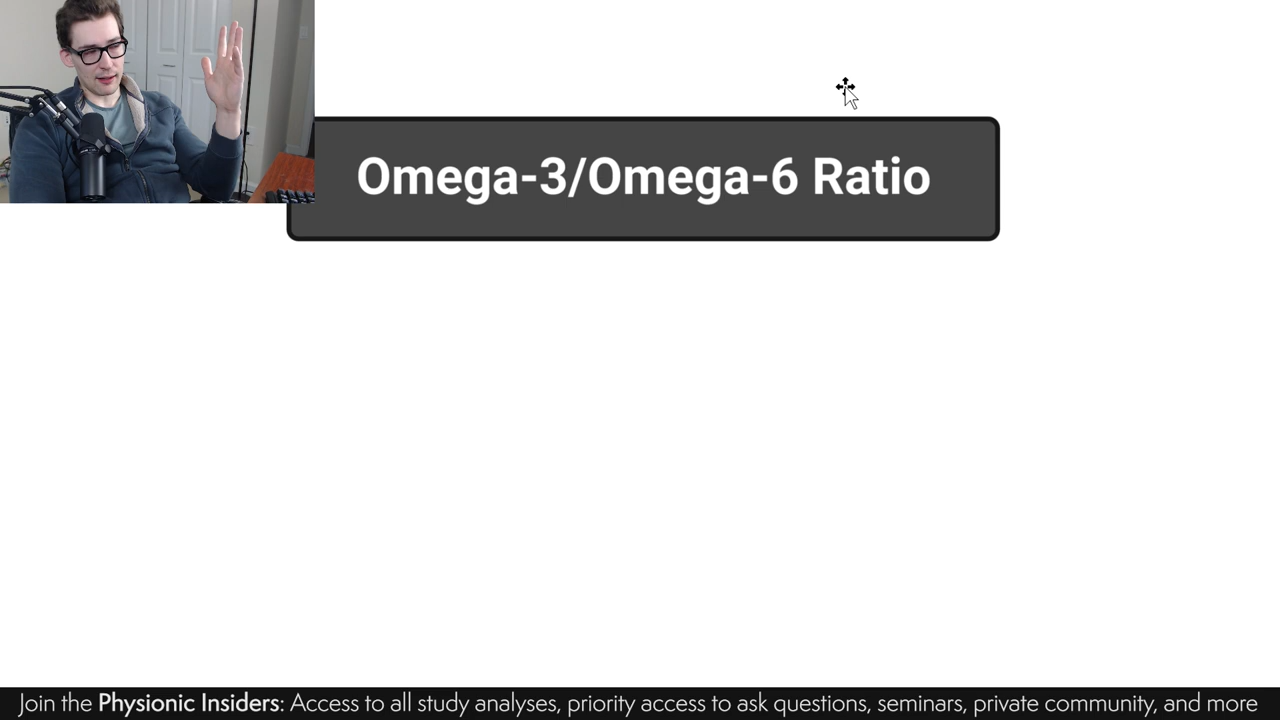 Omega-3/Omega-6 Ratio
Join the Physionic Insiders: Access to all study analyses, priority access to ask questions, seminars, private community, and more